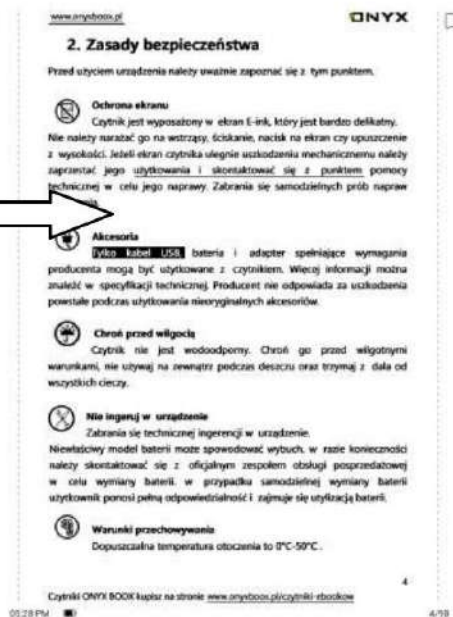 www.onyxboox.pl
ONYX
2. Zasady bezpieczeństwa
Przed użyciem urządzenia należy uważnie zapoznać się z tym punktem.
Ochrona ekranu
Czytnik jest wyposażony w ekran E-ink, który jest bardzo delikatny.
Nie należy narażać go na wstrząsy, ściskanie, nacisk na ekran czy upuszczenie
z wysokości. Jeżeli ekran czytnika ulegnie uszkodzeniu mechanicznemu należy
zaprzestać jego użytkowania i skontaktować się z punktem pomocy
technicznej w celu jego naprawy. Zabrania się samodzielnych prób napraw
Akcesoria
Tylko kabel USB, bateria i adapter spełniające wymagania
producenta mogą być użytkowane z czytnikiem. Więcej informacji można
znaleźć w specyfikacji technicznej. Producent nie odpowiada za uszkodzenia
powstałe podczas użytkowania nieoryginalnych akcesoriów.
Chroń przed wilgocią
Czytnik nie jest wodoodporny. Chroń go przed wilgotnymi
warunkami, nie używaj na zewnątrz podczas deszczu oraz trzymaj z dala od
wszystkich cieczy.
Nie ingeruj w urządzenie
Zabrania się technicznej ingerencji w urządzenie.
Niewłaściwy model baterii może spowodować wybuch, w razie konieczności
należy skontaktować się z oficjalnym zespołem obsługi posprzedażowej
w celu wymiany baterii. w przypadku samodzielnej wymiany baterii
użytkownik ponosi pełną odpowiedzialność i zajmuje się utylizacją baterii.
Warunki przechowywania
Dopuszczalna temperatura otoczenia to 0°C-50°C.
4
Czytniki ONYX BOOX kupisz na stronie www.onyxboox.pl/czytniki-ebookow
05:28 PM
4/59